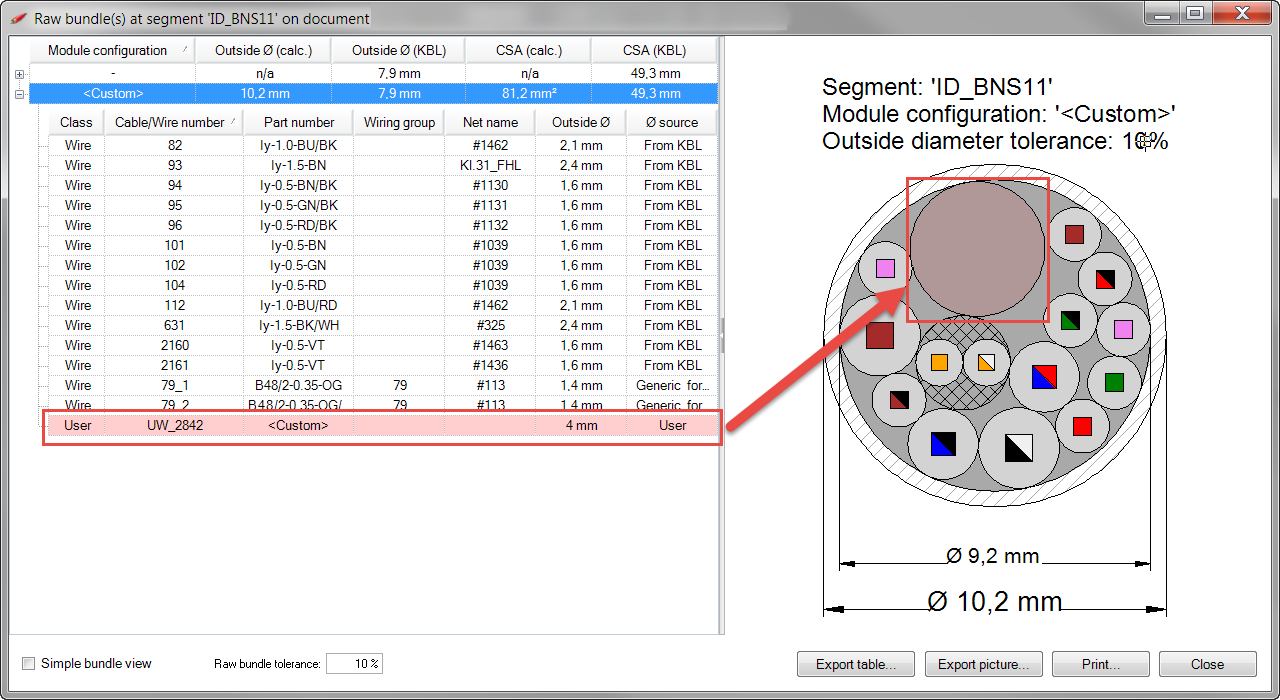 Raw bundle(s) at segment 'ID_BNS11' on document
Module configuration Outside Ø (calc.) Outside Ø (KBL) CSA (calc.) CSA (KBL)
- n/a 7,9 mm n/a 49,3 mm
<Custom> 10,2 mm 7,9 mm 81,2 mm² 49,3 mm
Class Cable/Wire number Part number Wiring group Net name Outside Ø Ø source
Wire 82 ly-1.0-BU/BK #1462 2,1 mm From KBL
Wire 93 ly-1.5-BN Kl.31_FHL 2,4 mm From KBL
Wire 94 ly-0.5-BN/BK #1130 1,6 mm From KBL
Wire 95 ly-0.5-GN/BK #1131 1,6 mm From KBL
Wire 96 ly-0.5-RD/BK #1132 1,6 mm From KBL
Wire 101 ly-0.5-BN #1039 1,6 mm From KBL
Wire 102 ly-0.5-GN #1039 1,6 mm From KBL
Wire 104 ly-0.5-RD #1039 1,6 mm From KBL
Wire 112 ly-1.0-BU/RD #1462 2,1 mm From KBL
Wire 631 ly-1.5-BK/WH #325 2,4 mm From KBL
Wire 2160 ly-0.5-VT #1463 1,6 mm From KBL
Wire 2161 ly-0.5-VT #1436 1,6 mm From KBL
Wire 79_1 B48/2-0.35-OG 79 #113 1,4 mm Generic for...
Wire 79_2 B48/2-0.35-OG/ 79 #113 1,4 mm Generic for
User UW_2842 <Custom> 4 mm User
Segment: 'ID_BNS11'
Module configuration: '<Custom>'
Outside diameter tolerance: 10%
Ø 9,2 mm
Ø 10,2 mm
Simple bundle view Raw bundle tolerance: 10 % Export table... Export picture... Print... Close